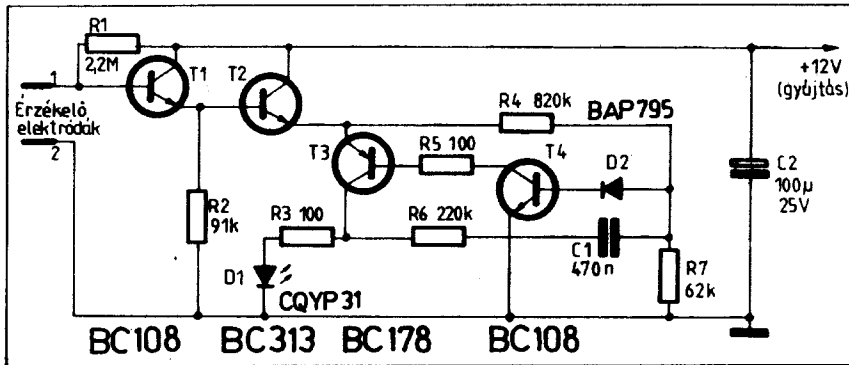 R1
2,2M
1
Érzékelő
elektródák
2
T1
T2
R2
91k
T3
R3 100
D1
CQYP31
R4 820k
R5 100
R6 220k
BAP795
T4
D2
C1
470n
R7
62k
C2
100μ
25V
+12V
(gyújtás)
BC108 BC313 BC178 BC108